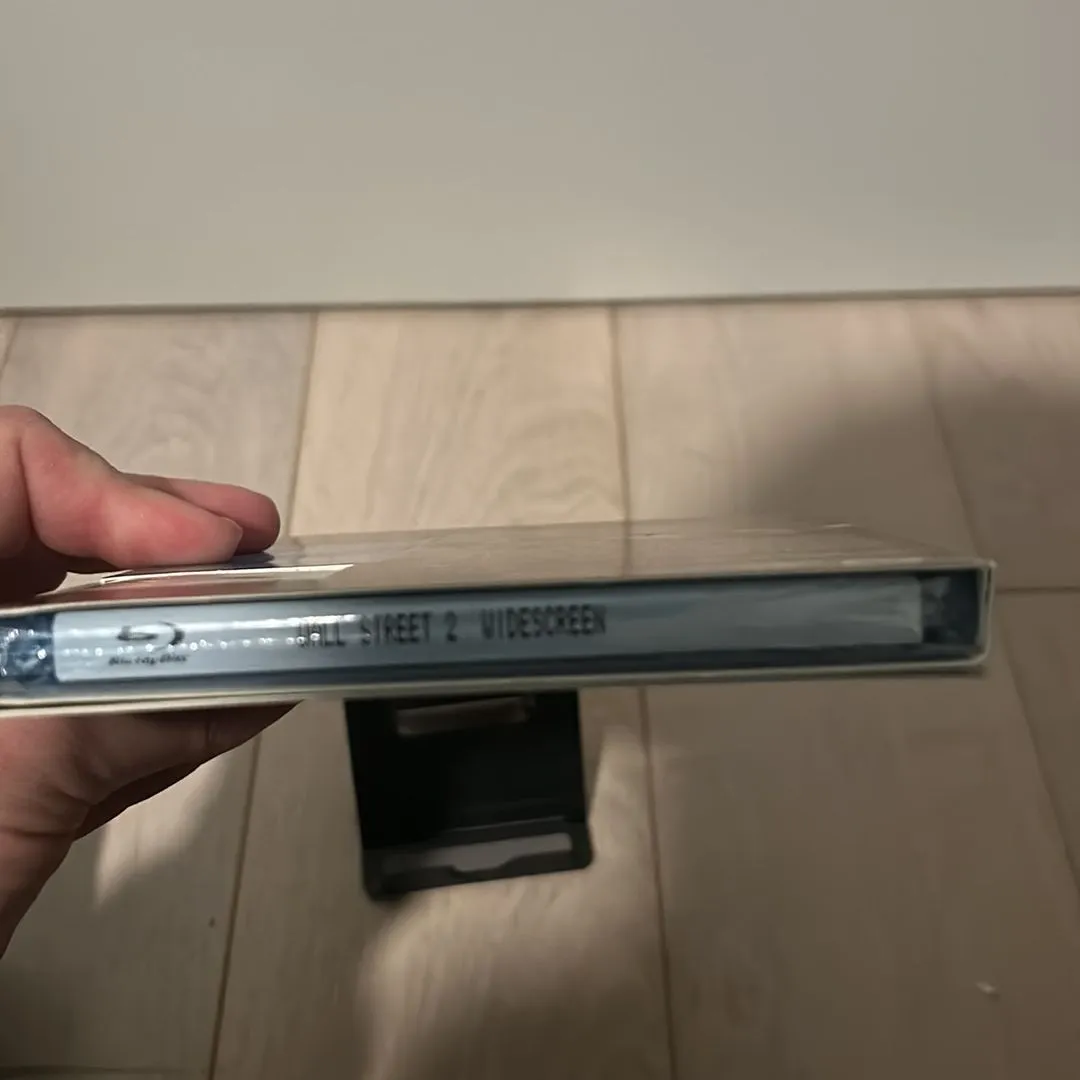 Blu-ray Disc
WALL STREET 2 WIDESCREEN